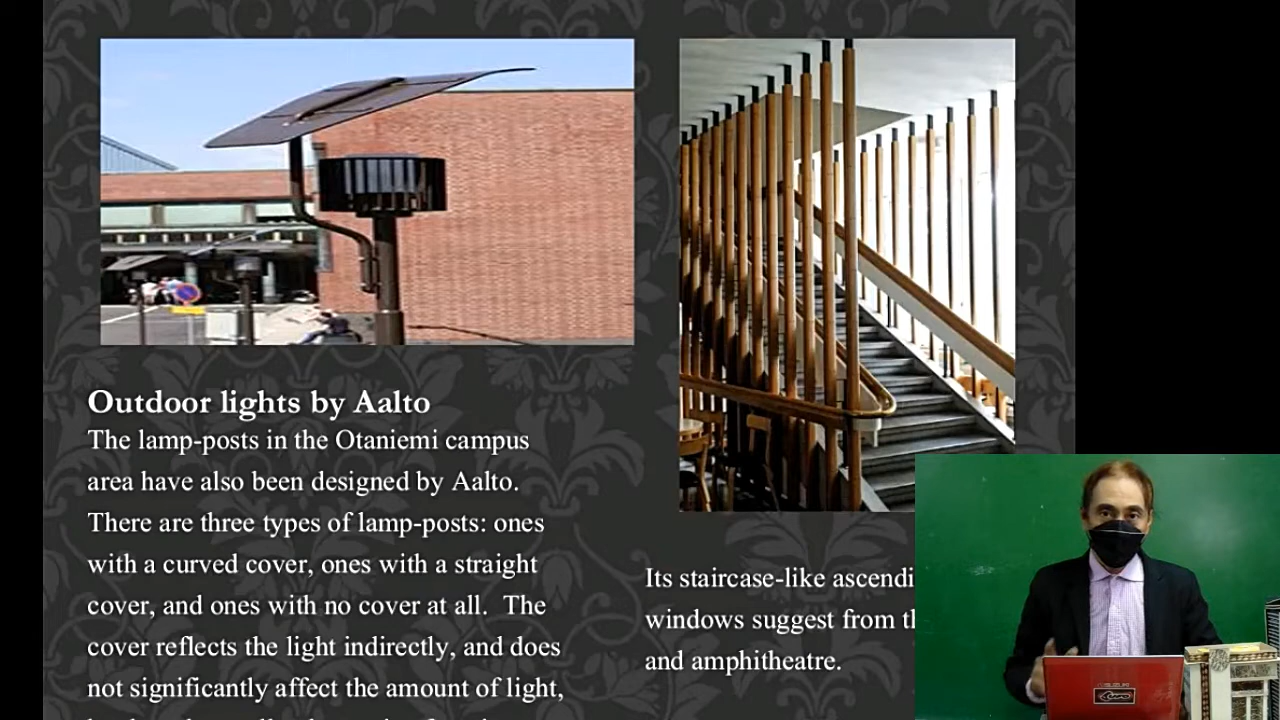 Outdoor lights by Aalto
The lamp-posts in the Otaniemi campus
area have also been designed by Aalto.
There are three types of lamp-posts: ones
with a curved cover, ones with a straight
cover, and ones with no cover at all. The
cover reflects the light indirectly, and does
not significantly affect the amount of light,
Its staircase-like ascendi
windows suggest from th
and amphitheatre.